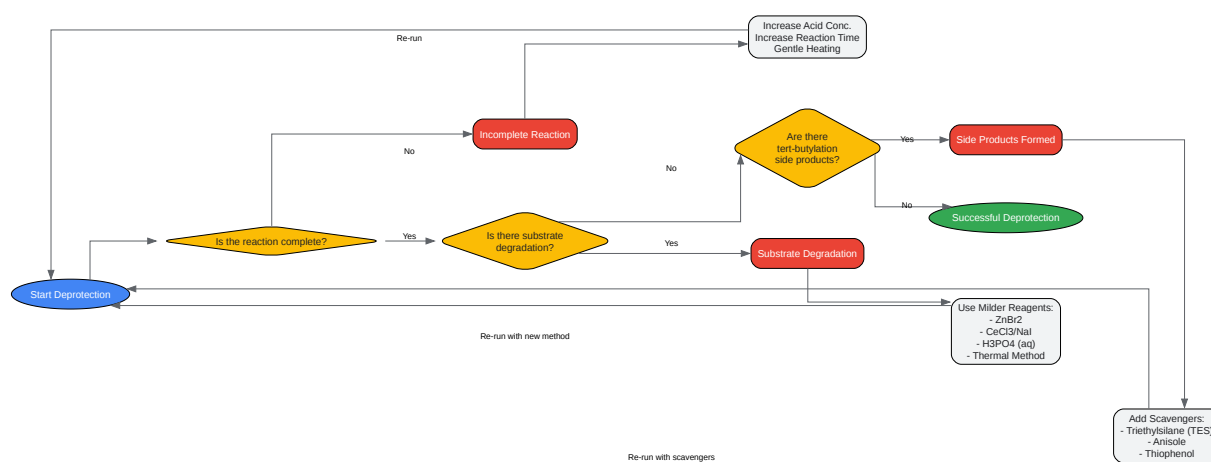 Increase Acid Conc.
Increase Reaction Time
Gentle Heating
Re-run
Incomplete Reaction
No
Are there
tert-butylation
side products?
Yes
Side Products Formed
No
No
Successful Deprotection
Is the reaction complete?
Yes
Is there substrate
degradation?
Yes
Substrate Degradation
Start Deprotection
Use Milder Reagents:
- ZnBr2
- CeCl3/NaI
- H3PO4 (aq)
- Thermal Method
Re-run with new method
Add Scavengers:
- Triethylsilane (TES)
- Anisole
- Thiophenol
Re-run with scavengers